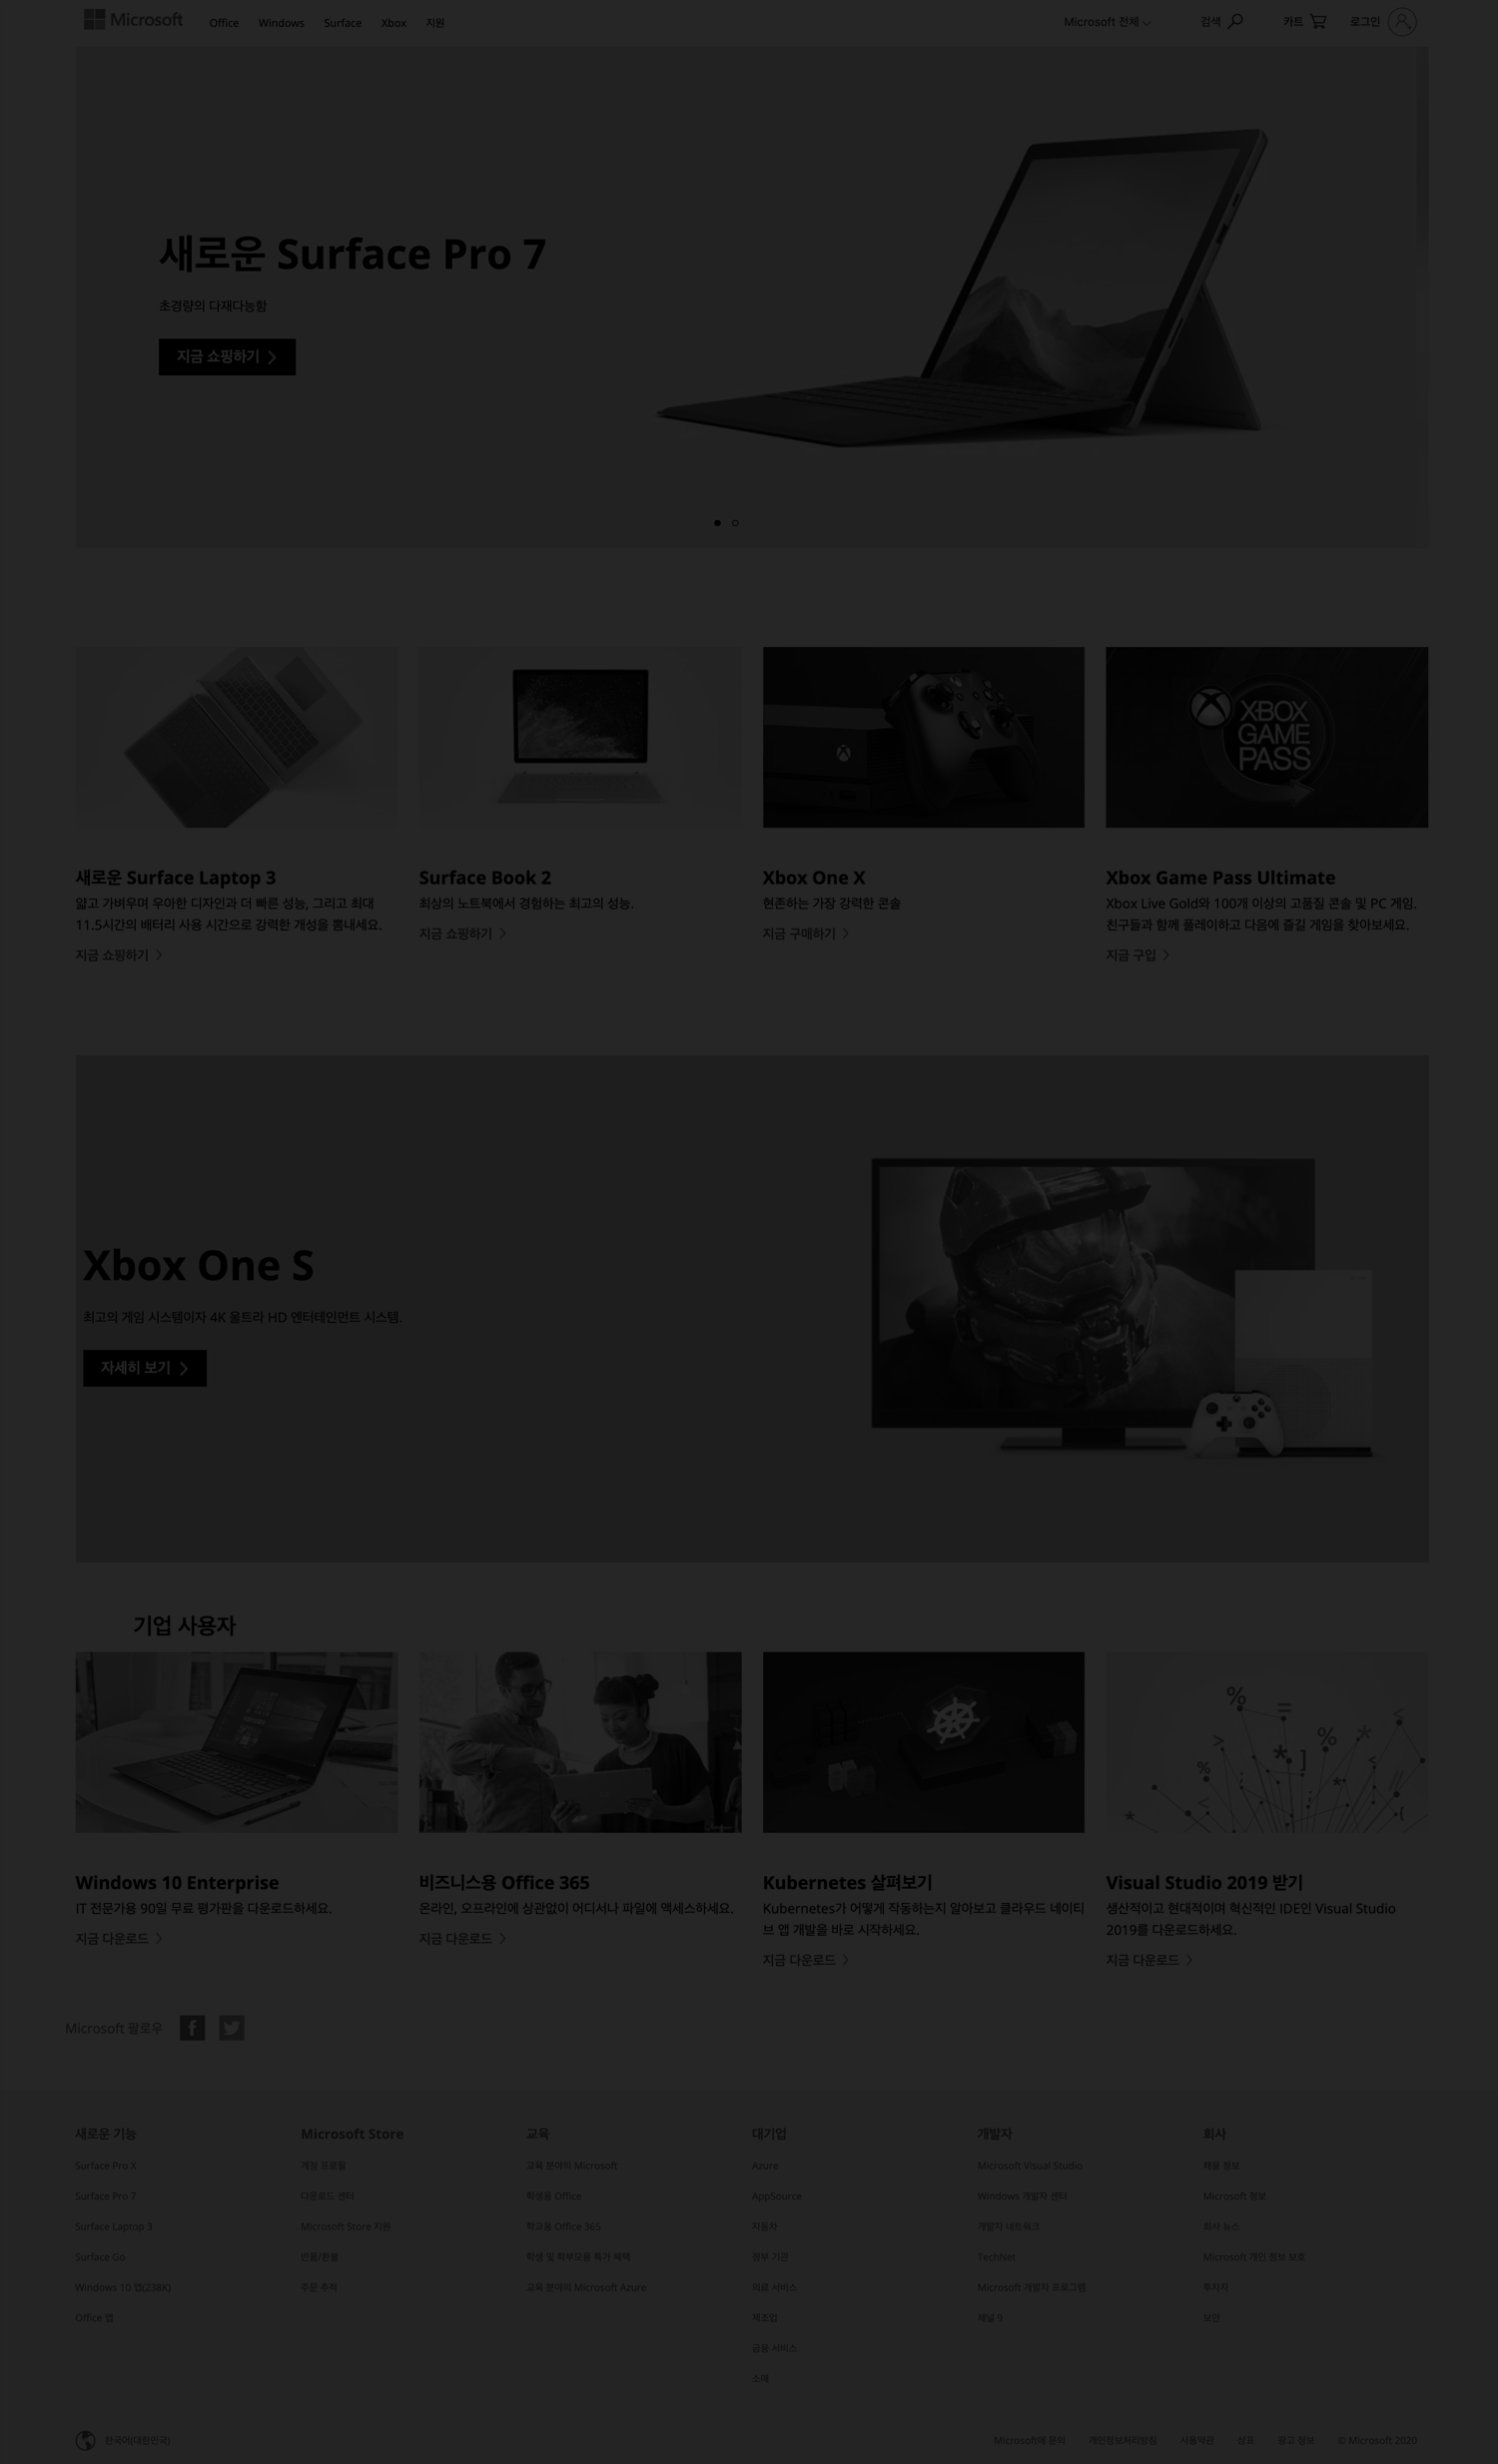 Microsoft
Office Windows Surface Xbox 지원
Microsoft 전체 검색 카트 로그인
새로운 Surface Pro 7
초경량의 다재다능함
지금 쇼핑하기
XBOX
GAME
PASS
새로운 Surface Laptop 3
얇고 가벼우며 우아한 디자인과 더 빠른 성능, 그리고 최대
11.5시간의 배터리 사용 시간으로 강력한 개성을 뽐내세요.
지금 쇼핑하기
Surface Book 2
최상의 노트북에서 경험하는 최고의 성능.
지금 쇼핑하기
Xbox One X
현존하는 가장 강력한 콘솔
지금 구매하기
Xbox Game Pass Ultimate
Xbox Live Gold와 100개 이상의 고품질 콘솔 및 PC 게임.
친구들과 함께 플레이하고 다음에 즐길 게임을 찾아보세요.
지금 구입
Xbox One S
최고의 게임 시스템이자 4K 울트라 HD 엔터테인먼트 시스템.
자세히 보기
기업 사용자
Windows 10 Enterprise
IT 전문가용 90일 무료 평가판을 다운로드하세요.
지금 다운로드
비즈니스용 Office 365
온라인, 오프라인에 상관없이 어디서나 파일에 액세스하세요.
지금 다운로드
Kubernetes 살펴보기
Kubernetes가 어떻게 작동하는지 알아보고 클라우드 네이티
브 앱 개발을 바로 시작하세요.
지금 다운로드
Visual Studio 2019 받기
생산적이고 현대적이며 혁신적인 IDE인 Visual Studio
2019를 다운로드하세요.
지금 다운로드
Microsoft 팔로우
새로운 기능
Surface Pro X
Surface Pro 7
Surface Laptop 3
Surface Go
Windows 10 앱(238K)
Office 앱
Microsoft Store
계정 프로필
다운로드 센터
Microsoft Store 지원
반품/환불
주문 추적
교육
교육 분야의 Microsoft
학생용 Office
학교용 Office 365
학생 및 학부모용 특가 혜택
교육 분야의 Microsoft Azure
대기업
Azure
AppSource
자동차
정부 기관
의료 서비스
제조업
금융 서비스
소매
개발자
Microsoft Visual Studio
Windows 개발자 센터
개발자 네트워크
TechNet
Microsoft 개발자 프로그램
채널 9
회사
채용 정보
Microsoft 정보
회사 뉴스
Microsoft 개인 정보 보호
투자자
보안
한국어(대한민국)
Microsoft에 문의 개인정보처리방침 사용약관 상표 광고 정보 © Microsoft 2020